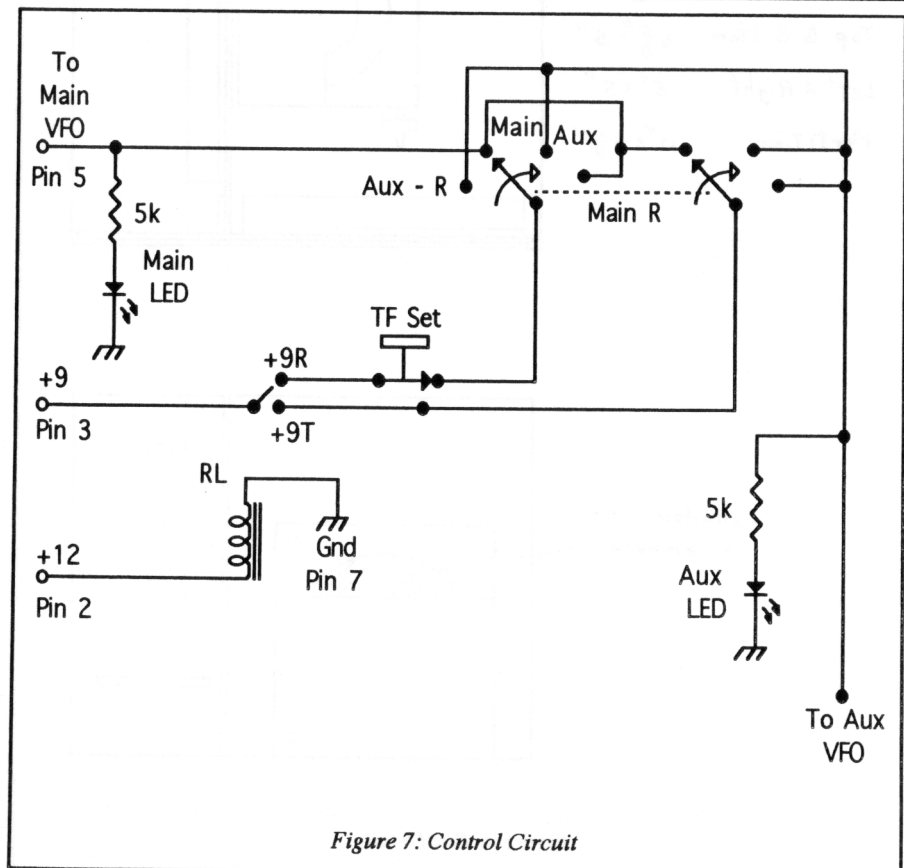 To
Main
VFO
Pin 5
5k
Main
LED
Main
Aux
Aux - R
Main R
TF Set
+9R
+9
Pin 3
+9T
RL
+12
Pin 2
Gnd
Pin 7
5k
Aux
LED
To Aux
VFO
Figure 7: Control Circuit